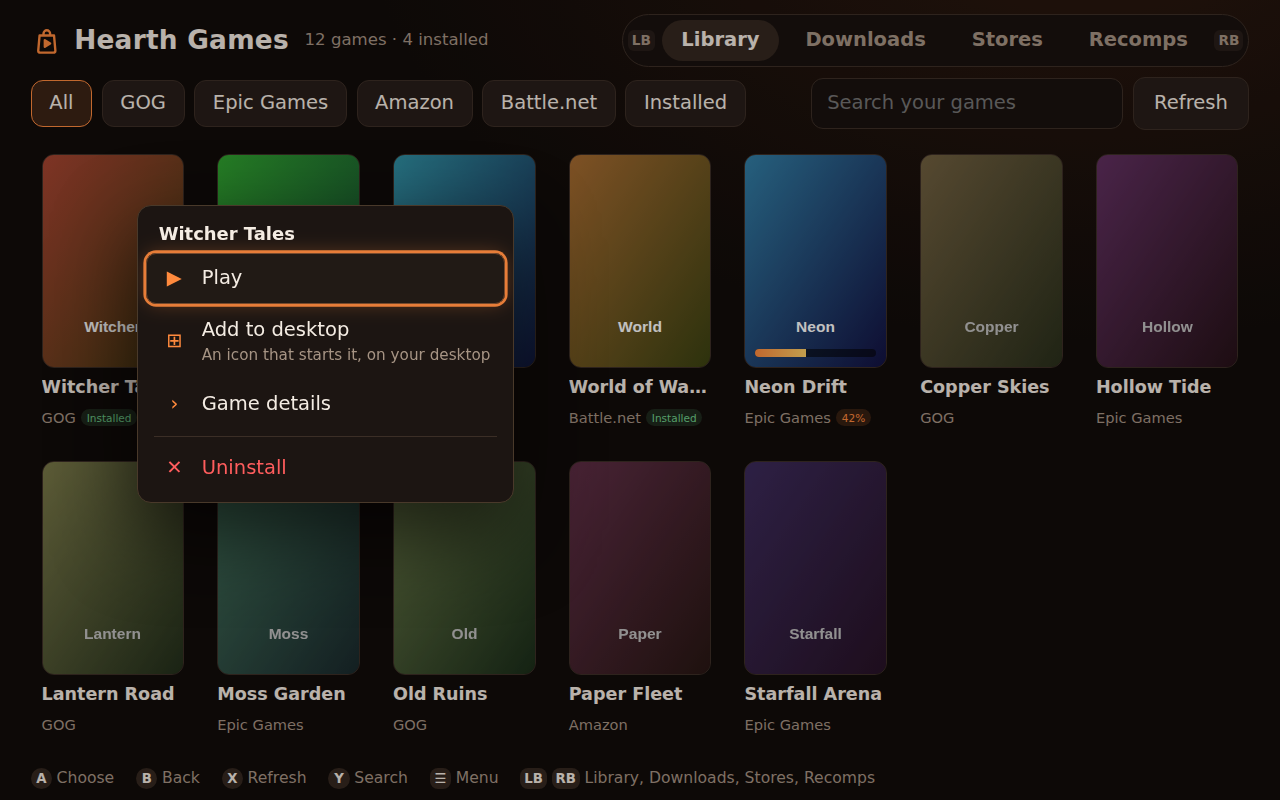 Hearth Games
12 games · 4 installed
LB Library Downloads Stores Recomps RB
All GOG Epic Games Amazon Battle.net Installed
Search your games
Refresh
Witcher Tales
▶ Play
⊞ Add to desktop
An icon that starts it, on your desktop
› Game details
✕ Uninstall
World
Neon
Copper
Hollow
World of Wa...
Neon Drift
Copper Skies
Hollow Tide
GOG Installed
Battle.net Installed
Epic Games 42%
GOG
Epic Games
Lantern
Moss
Old
Paper
Starfall
Lantern Road
Moss Garden
Old Ruins
Paper Fleet
Starfall Arena
GOG
Epic Games
GOG
Amazon
Epic Games
A Choose B Back X Refresh Y Search ☰ Menu LB RB Library, Downloads, Stores, Recomps